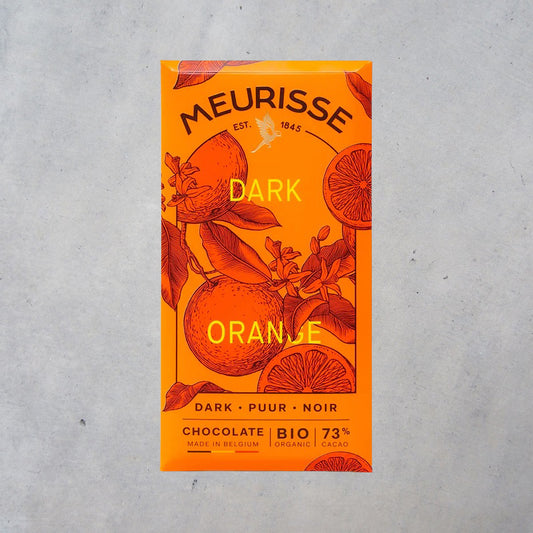 MEURISSE
EST. 1845
DARK
ORANGE
DARK • PUUR • NOIR
CHOCOLATE | BIO | 73%
MADE IN BELGIUM ORGANIC CACAO